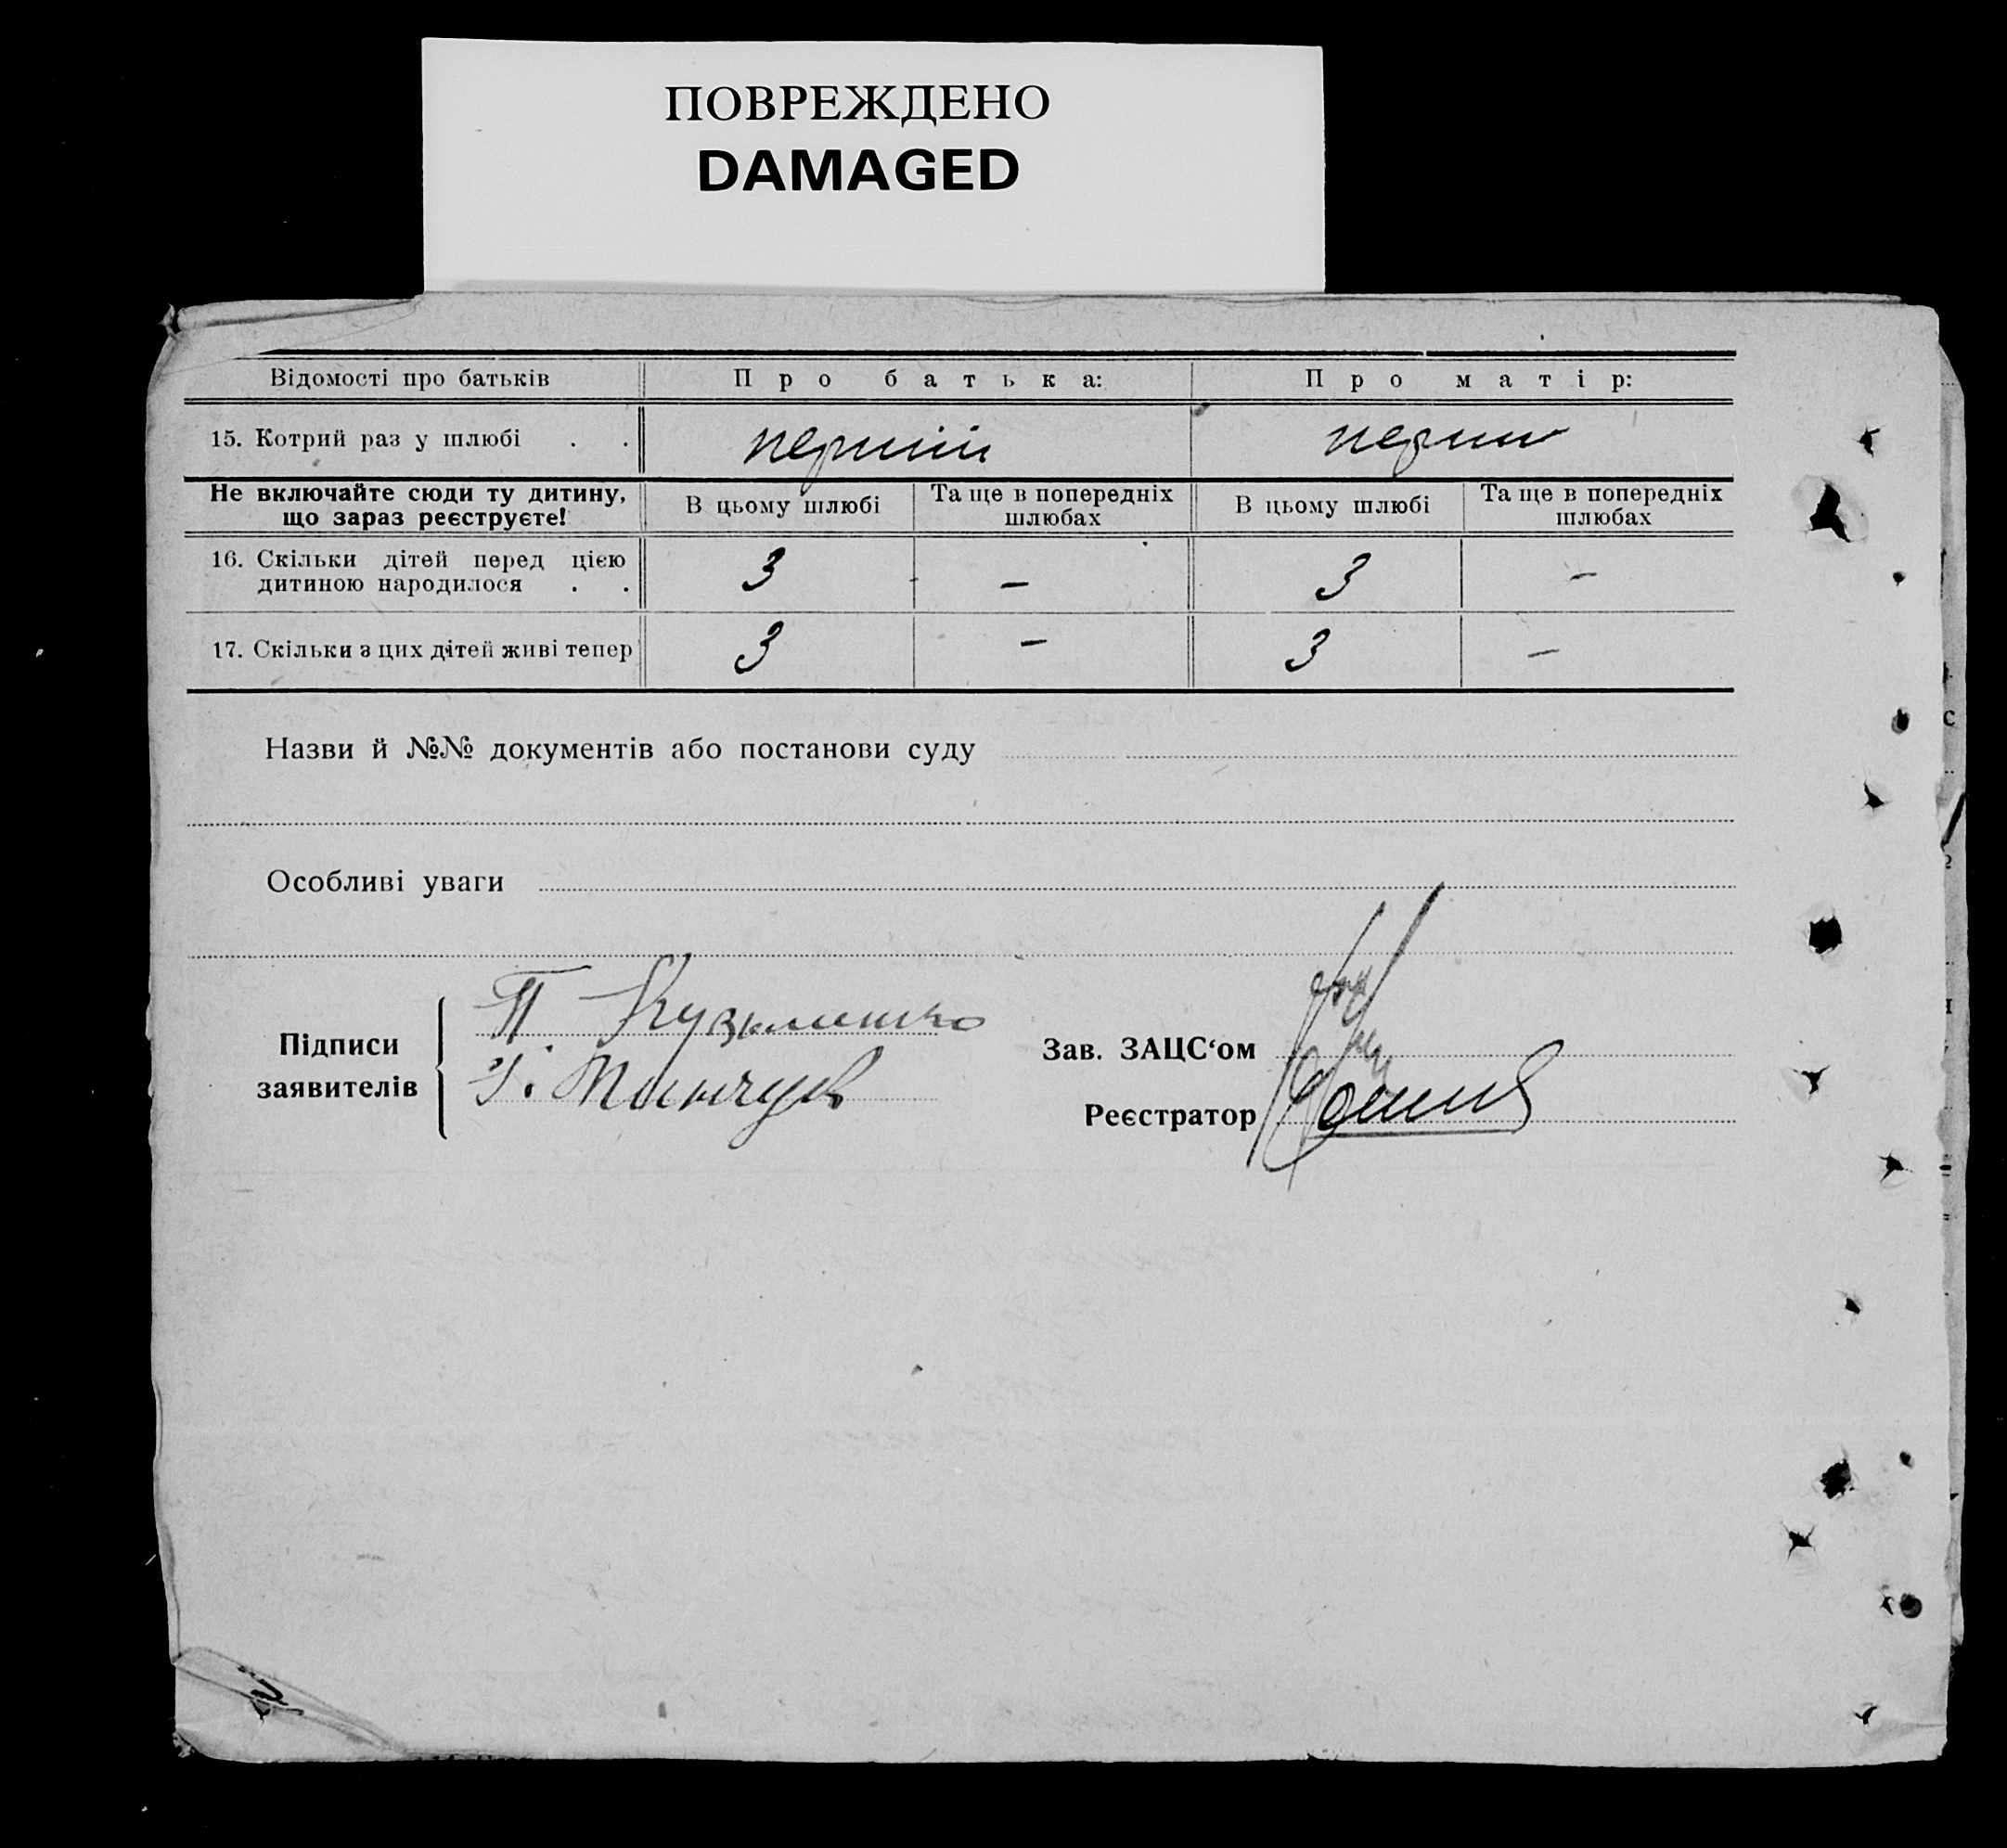 ПОВРЕЖДЕНО
DAMAGED
Відомості про батьків Про батька: Про матір:
15. Котрий раз у шлюбі . . перший перший
Не включайте сюди ту дитину, що зараз реєструєте! В цьому шлюбі Та ще в попередніх шлюбах В цьому шлюбі Та ще в попередніх шлюбах
16. Скільки дітей перед цією дитиною народилося . . 3 – 3 –
17. Скільки з цих дітей живі тепер 3 – 3 –
Назви й №№ документів або постанови суду
Особливі уваги
Підписи заявителів
П Кузьменко
Зав. ЗАЦС‘ом
Реєстратор